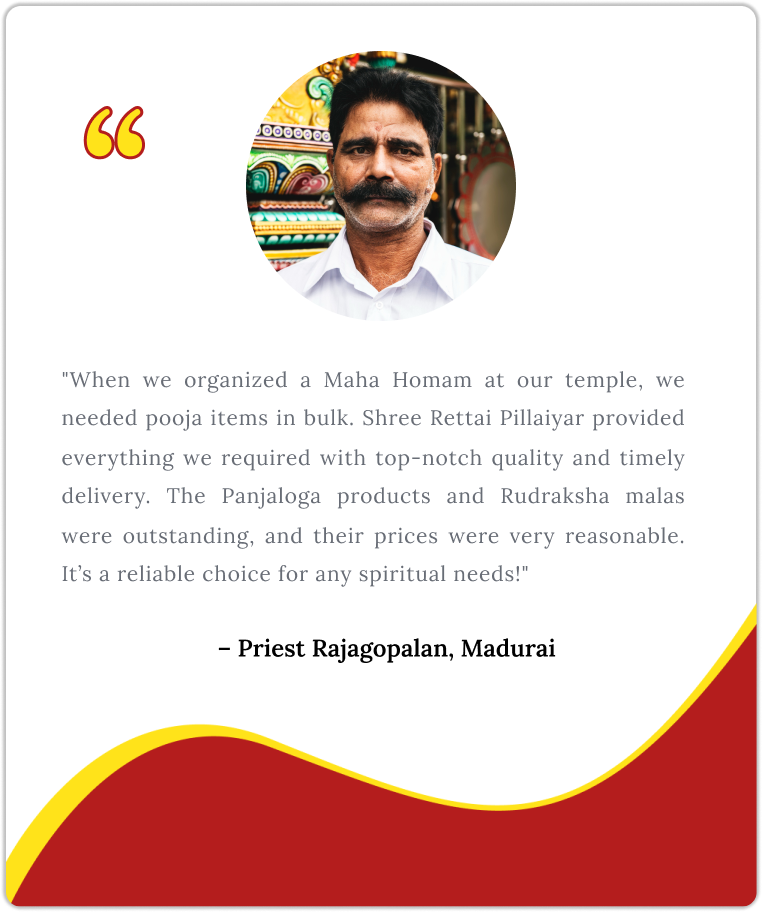 "When we organized a Maha Homam at our temple, we
needed pooja items in bulk. Shree Rettai Pillaiyar provided
everything we required with top-notch quality and timely
delivery. The Panjaloga products and Rudraksha malas
were outstanding, and their prices were very reasonable.
It’s a reliable choice for any spiritual needs!"
– Priest Rajagopalan, Madurai